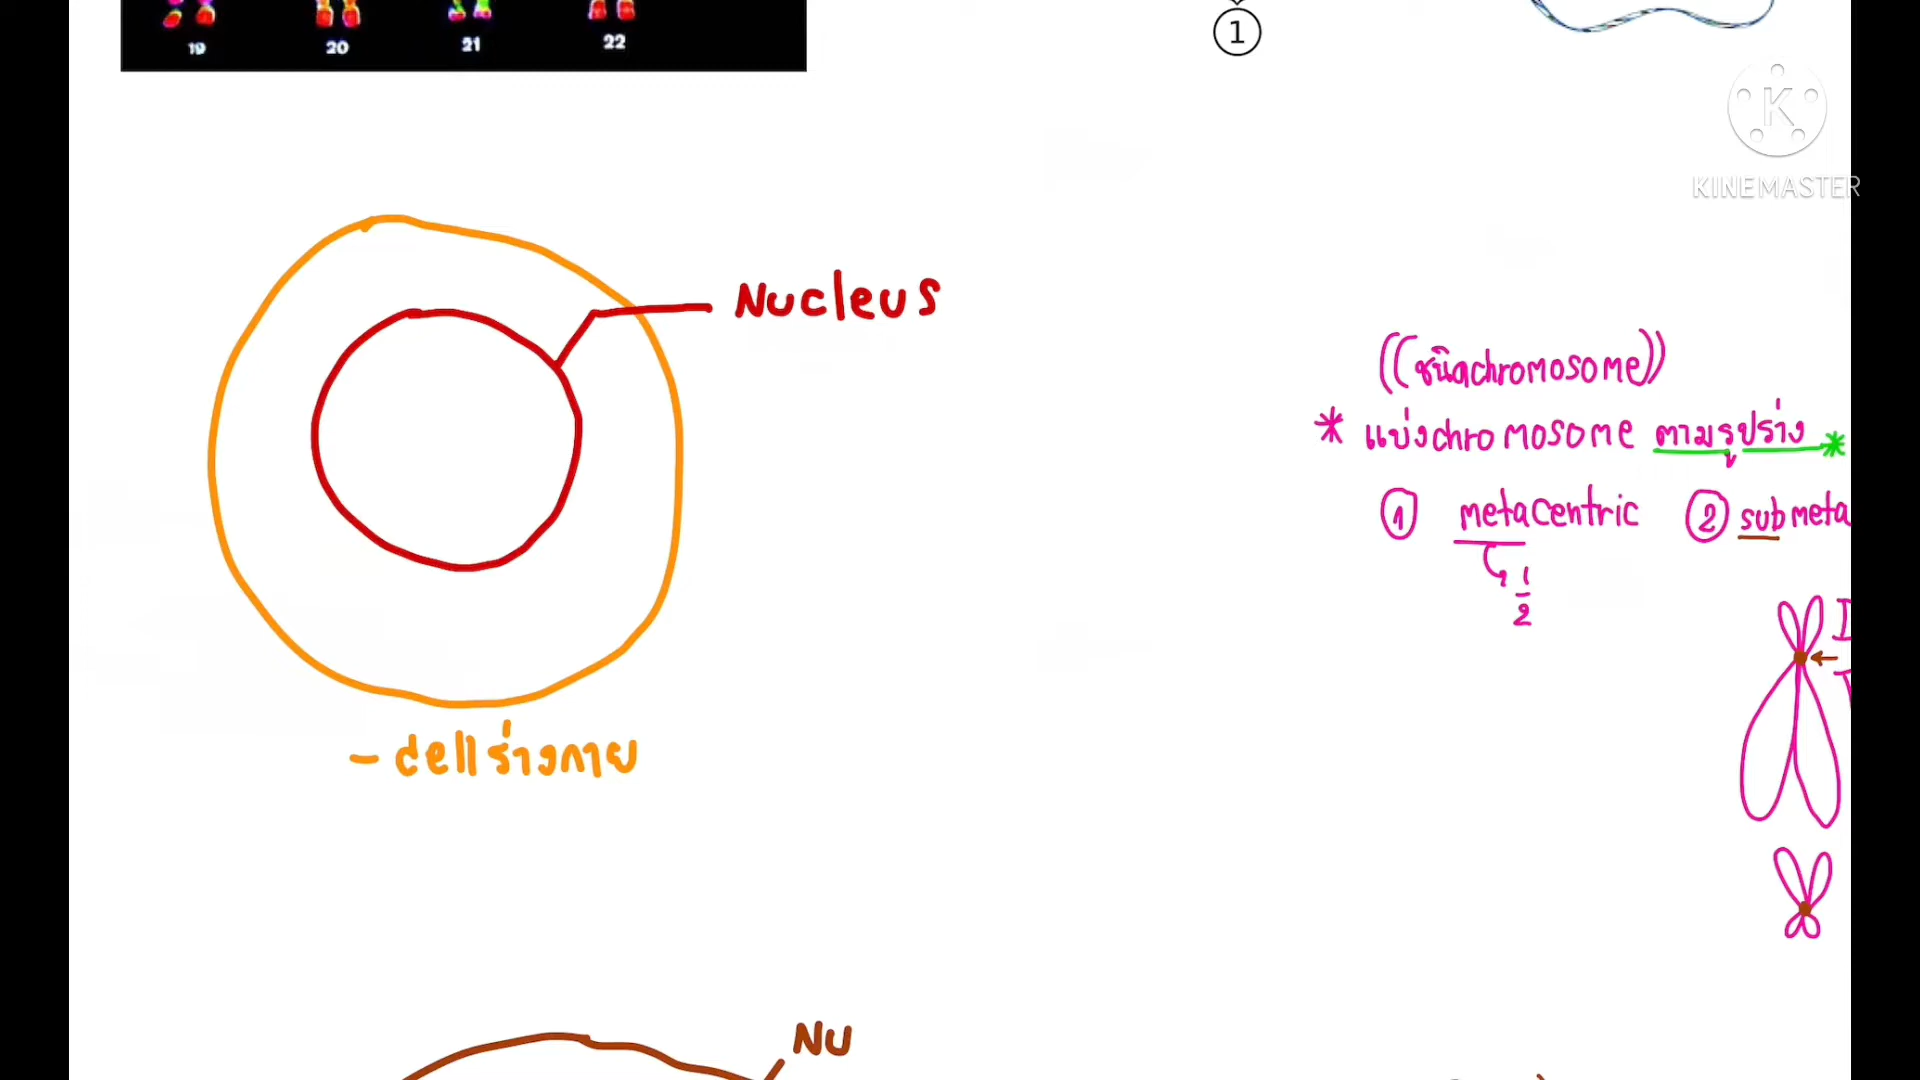 19 20 21 22
1
KINEMASTER
Nucleus
((ชนิดchromosome))
* แบ่งchromosome ตามรูปร่าง *
1 metacentric 2 submeta
1/2
- cellร่างกาย
Nu